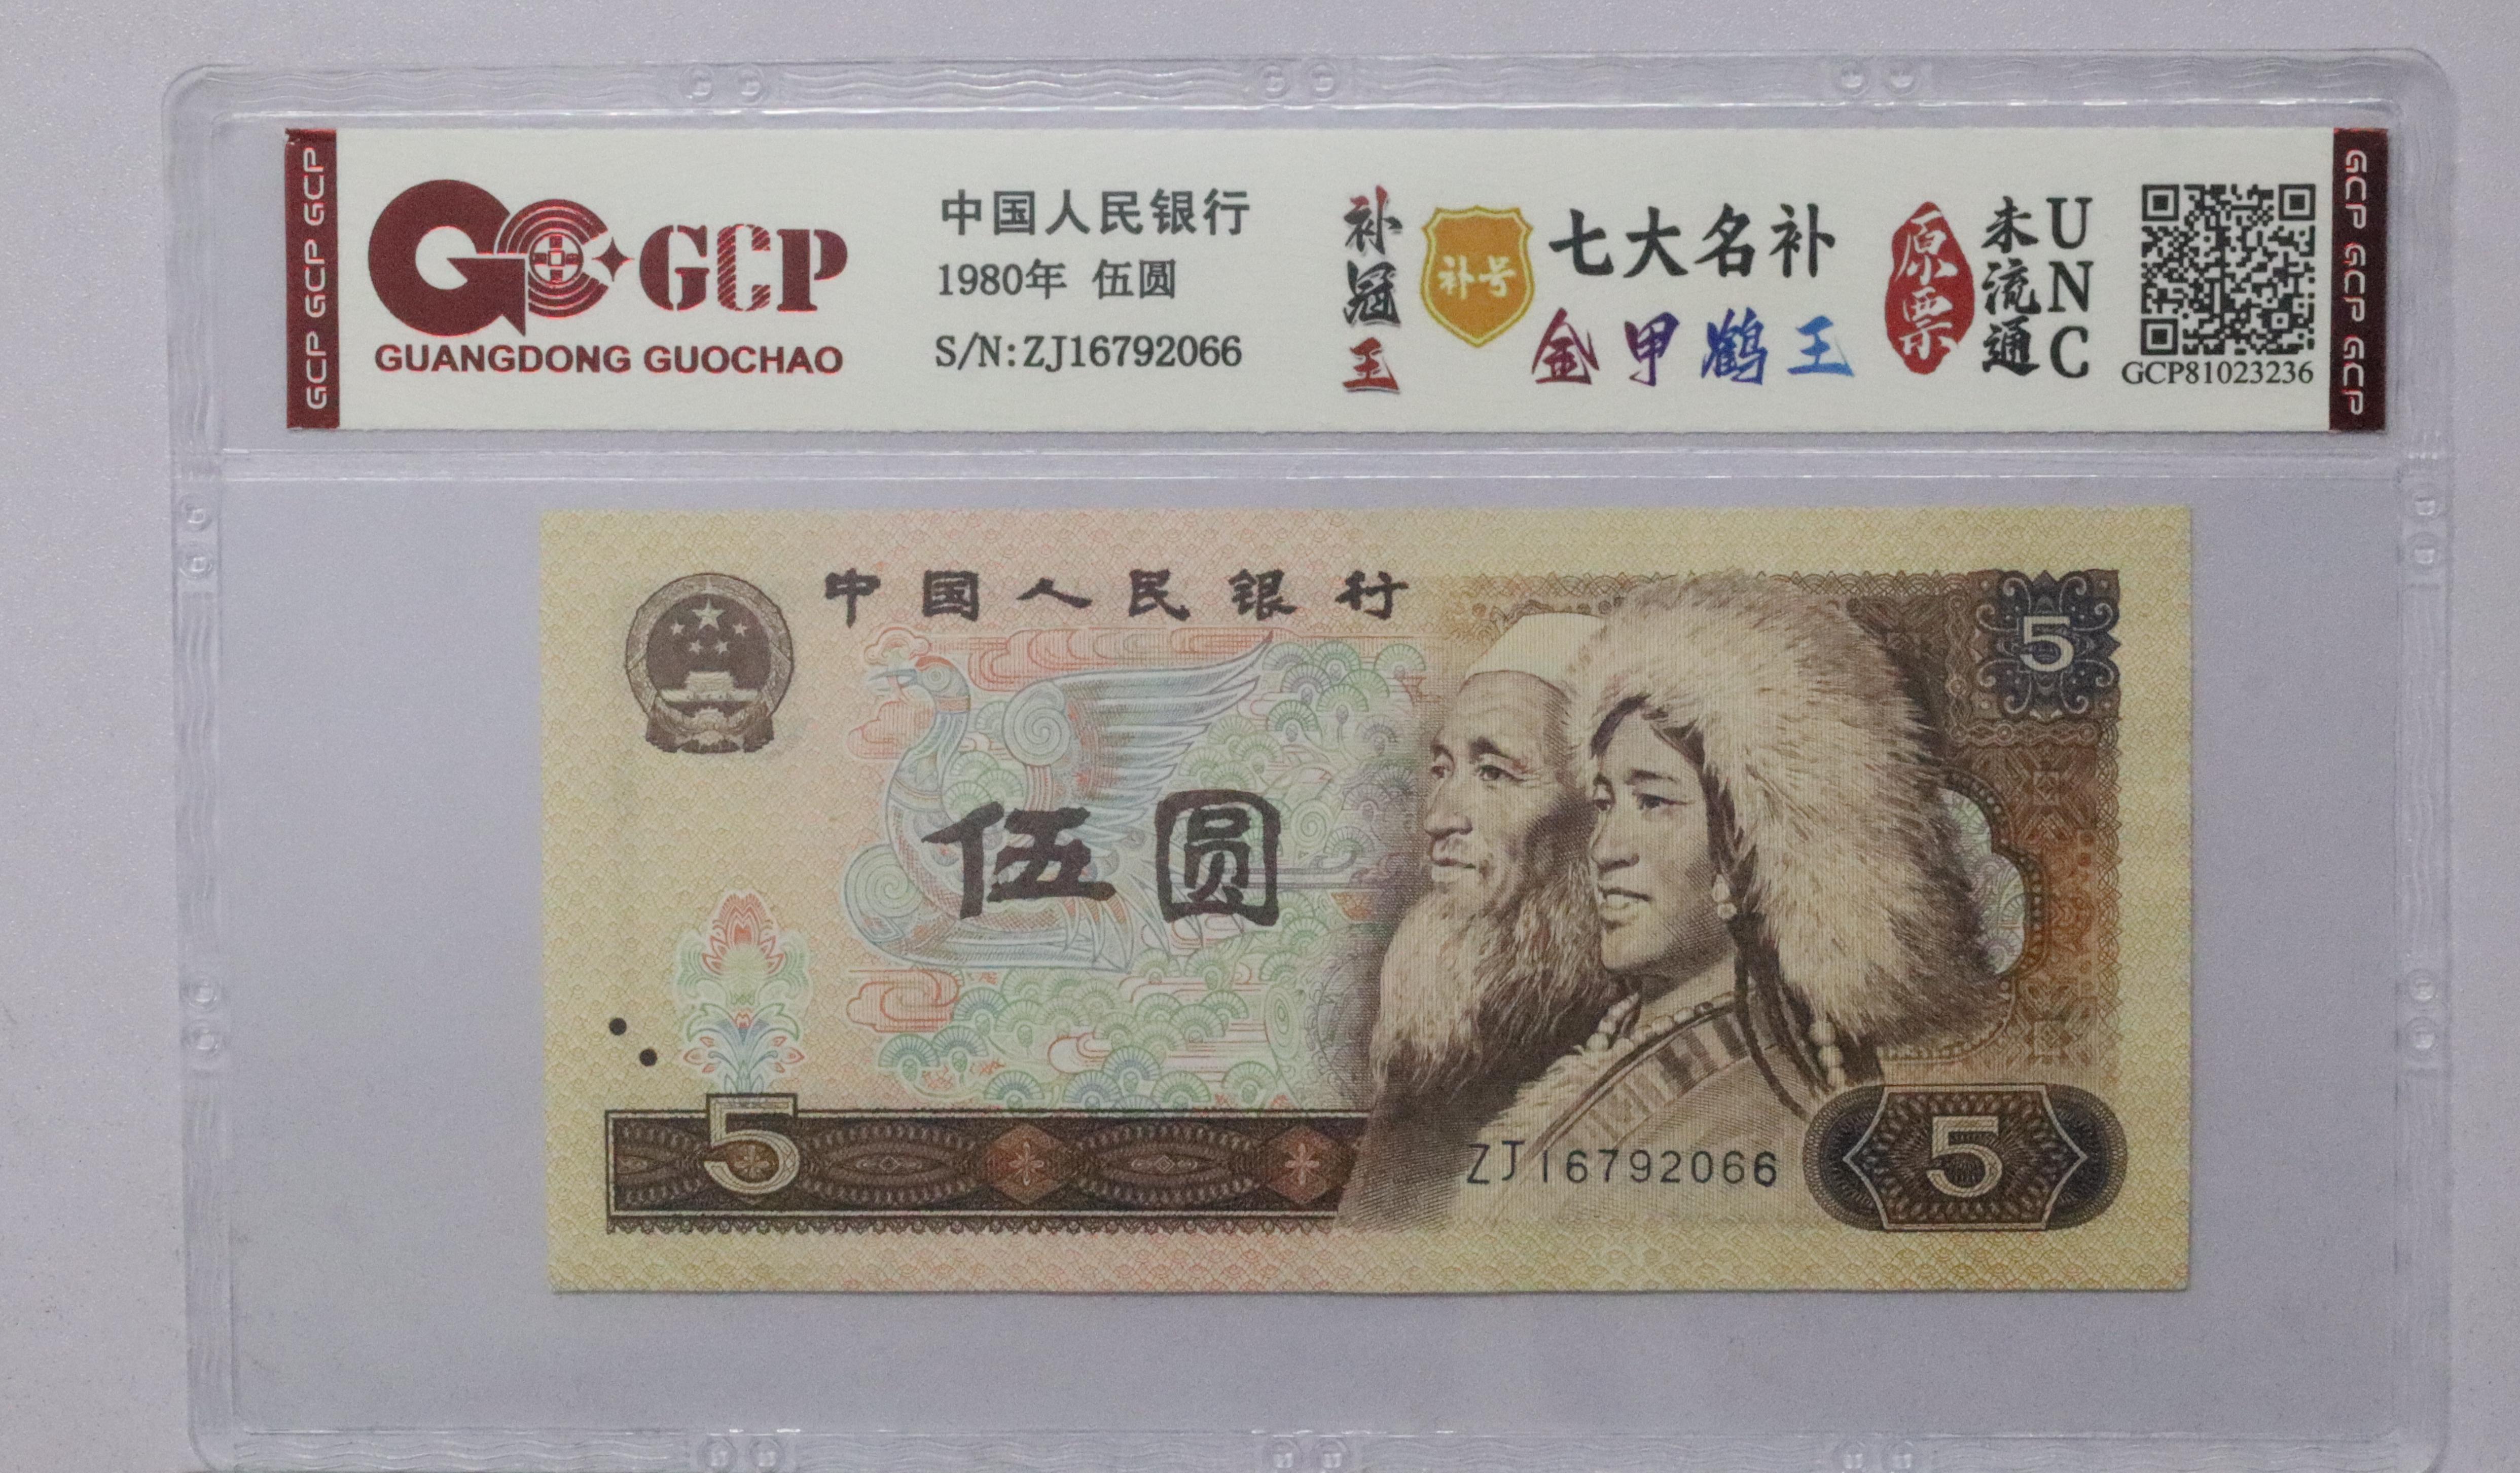 GCP GCP GCP
GCP
GUANGDONG GUOCHAO
中国人民银行
1980年 伍圆
S/N:ZJ16792066
补冠王
补号
七大名补
金甲鹤王
原票
未流通
UNC
GCP81023236
GCP GCP GCP GCP
中国人民银行
5
伍圆
5
ZJ16792066
5